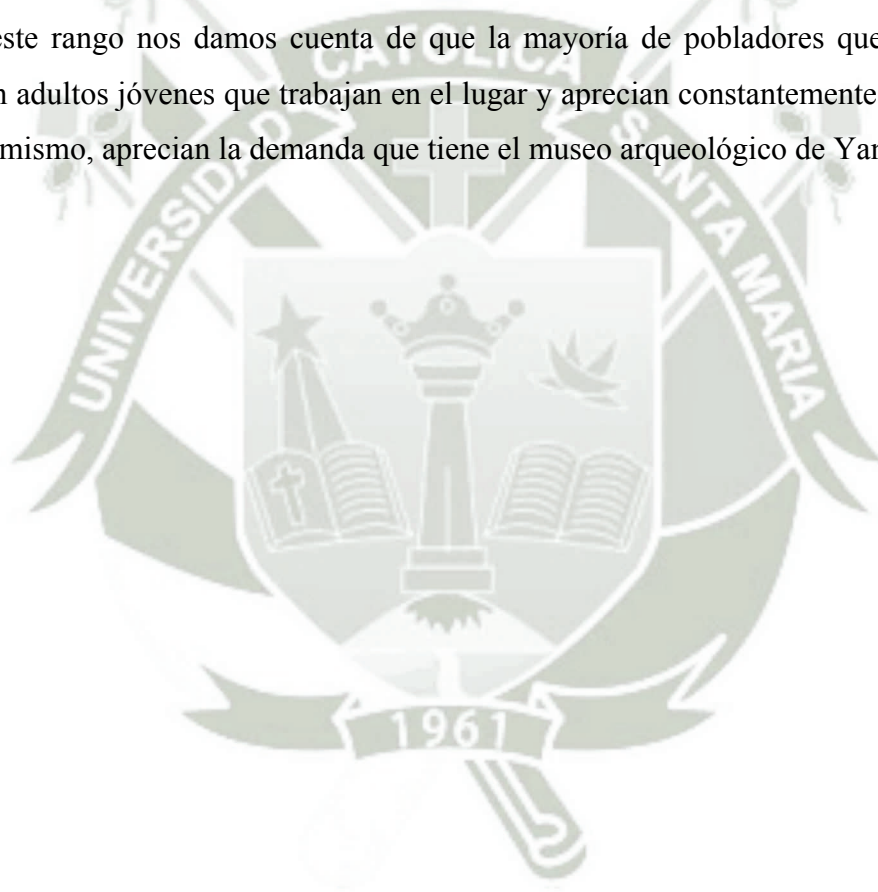 este rango nos damos cuenta de que la mayoría de pobladores que
n adultos jóvenes que trabajan en el lugar y aprecian constantemente
mismo, aprecian la demanda que tiene el museo arqueológico de Yan
UNIVERSIDAD CATOLICA SANTA MARIA
1961